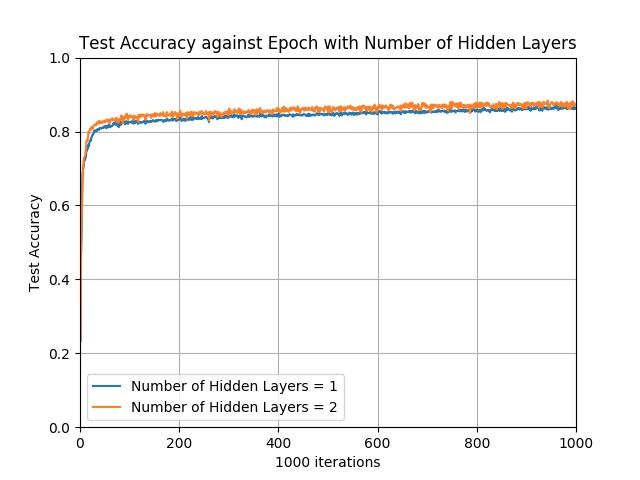 Test Accuracy against Epoch with Number of Hidden Layers
1.0
0.8
0.6
0.4
0.2
0.0
Test Accuracy
Number of Hidden Layers = 1
Number of Hidden Layers = 2
0 200 400 600 800 1000
1000 iterations